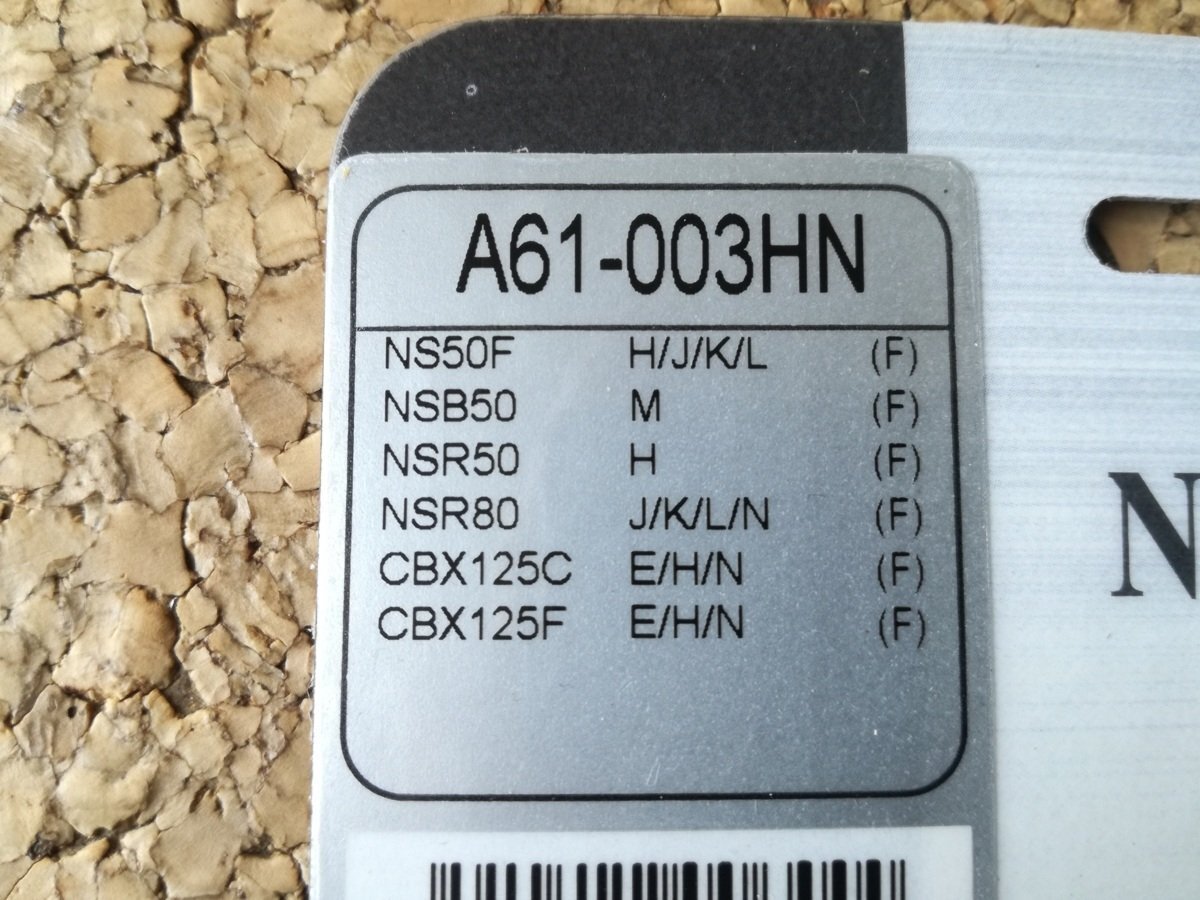 A61-003HN
NS50F H/J/K/L (F)
NSB50 M (F)
NSR50 H (F)
NSR80 J/K/L/N (F)
CBX125C E/H/N (F)
CBX125F E/H/N (F)
N